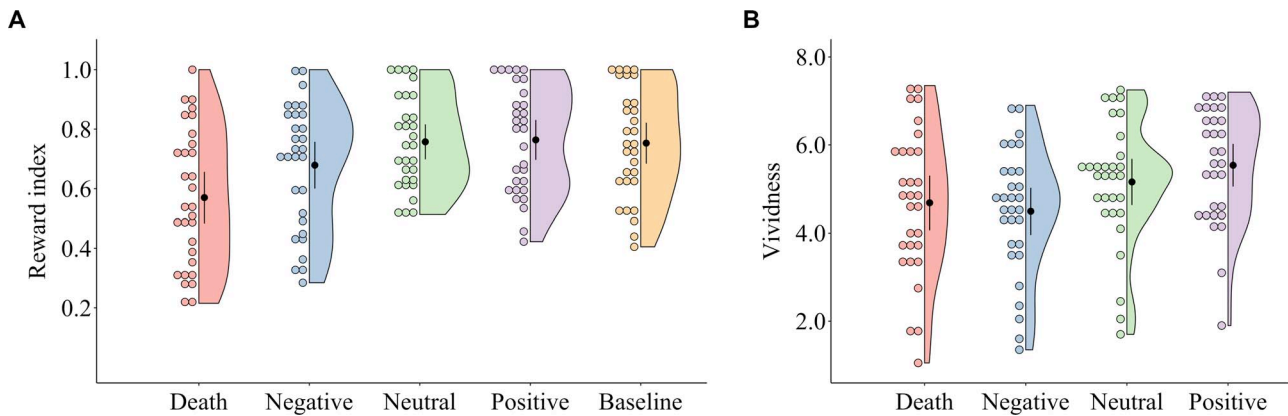 A
Reward index
1.0
0.8
0.6
0.4
0.2
Death Negative Neutral Positive Baseline
B
Vividness
8.0
6.0
4.0
2.0
Death Negative Neutral Positive